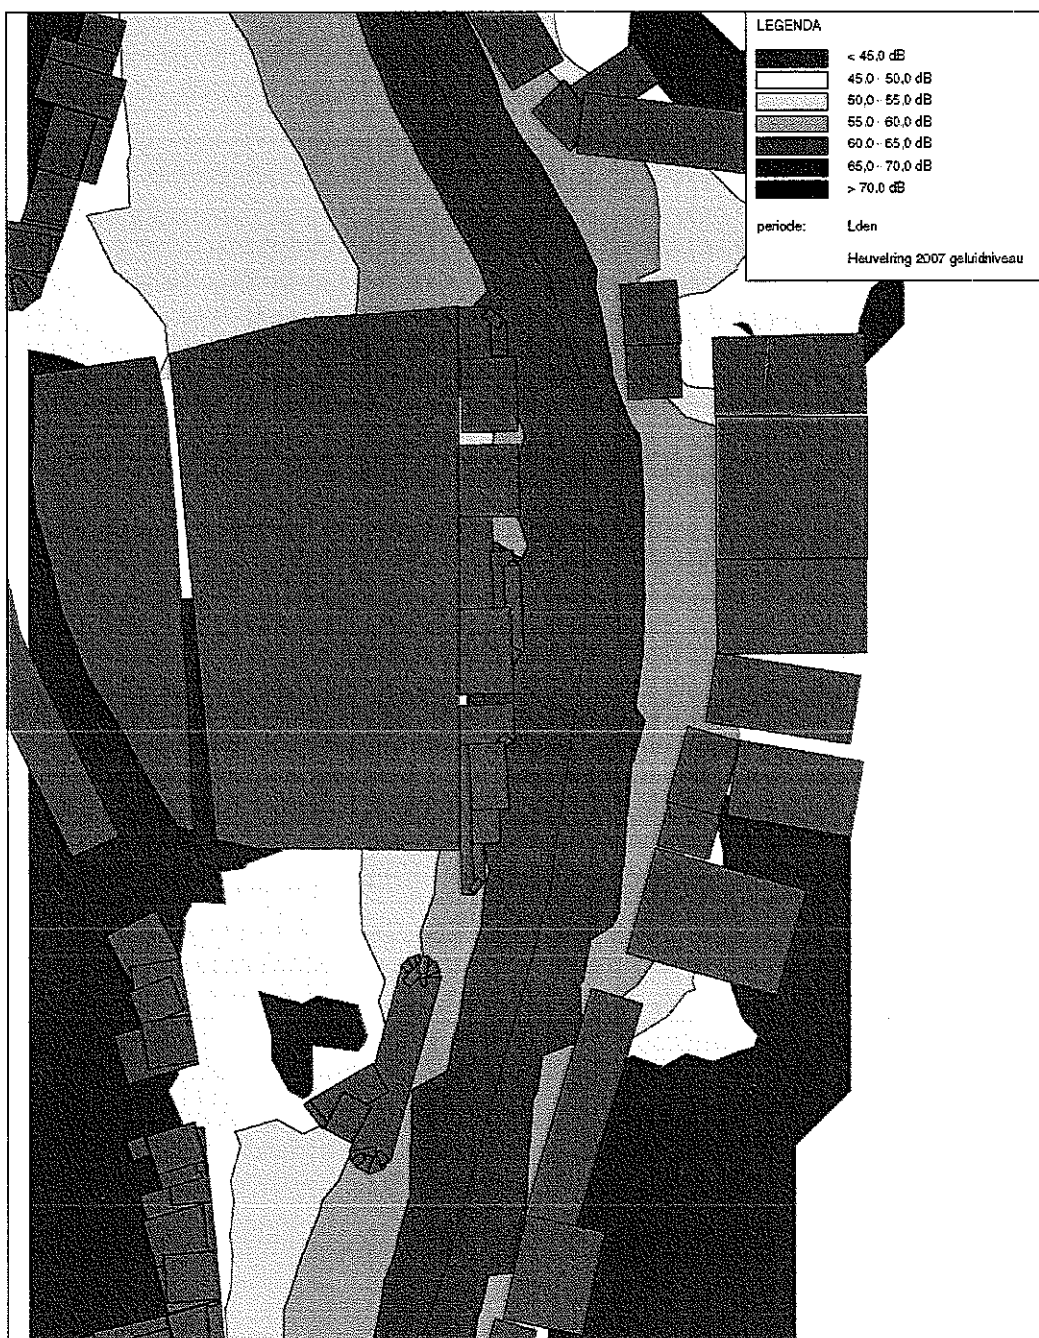 LEGENDA
< 45,0 dB
45,0 - 50,0 dB
50,0 - 55,0 dB
55,0 - 60,0 dB
60,0 - 65,0 dB
65,0 - 70,0 dB
> 70,0 dB
periode: Lden
Heuvelring 2007 geluidniveau